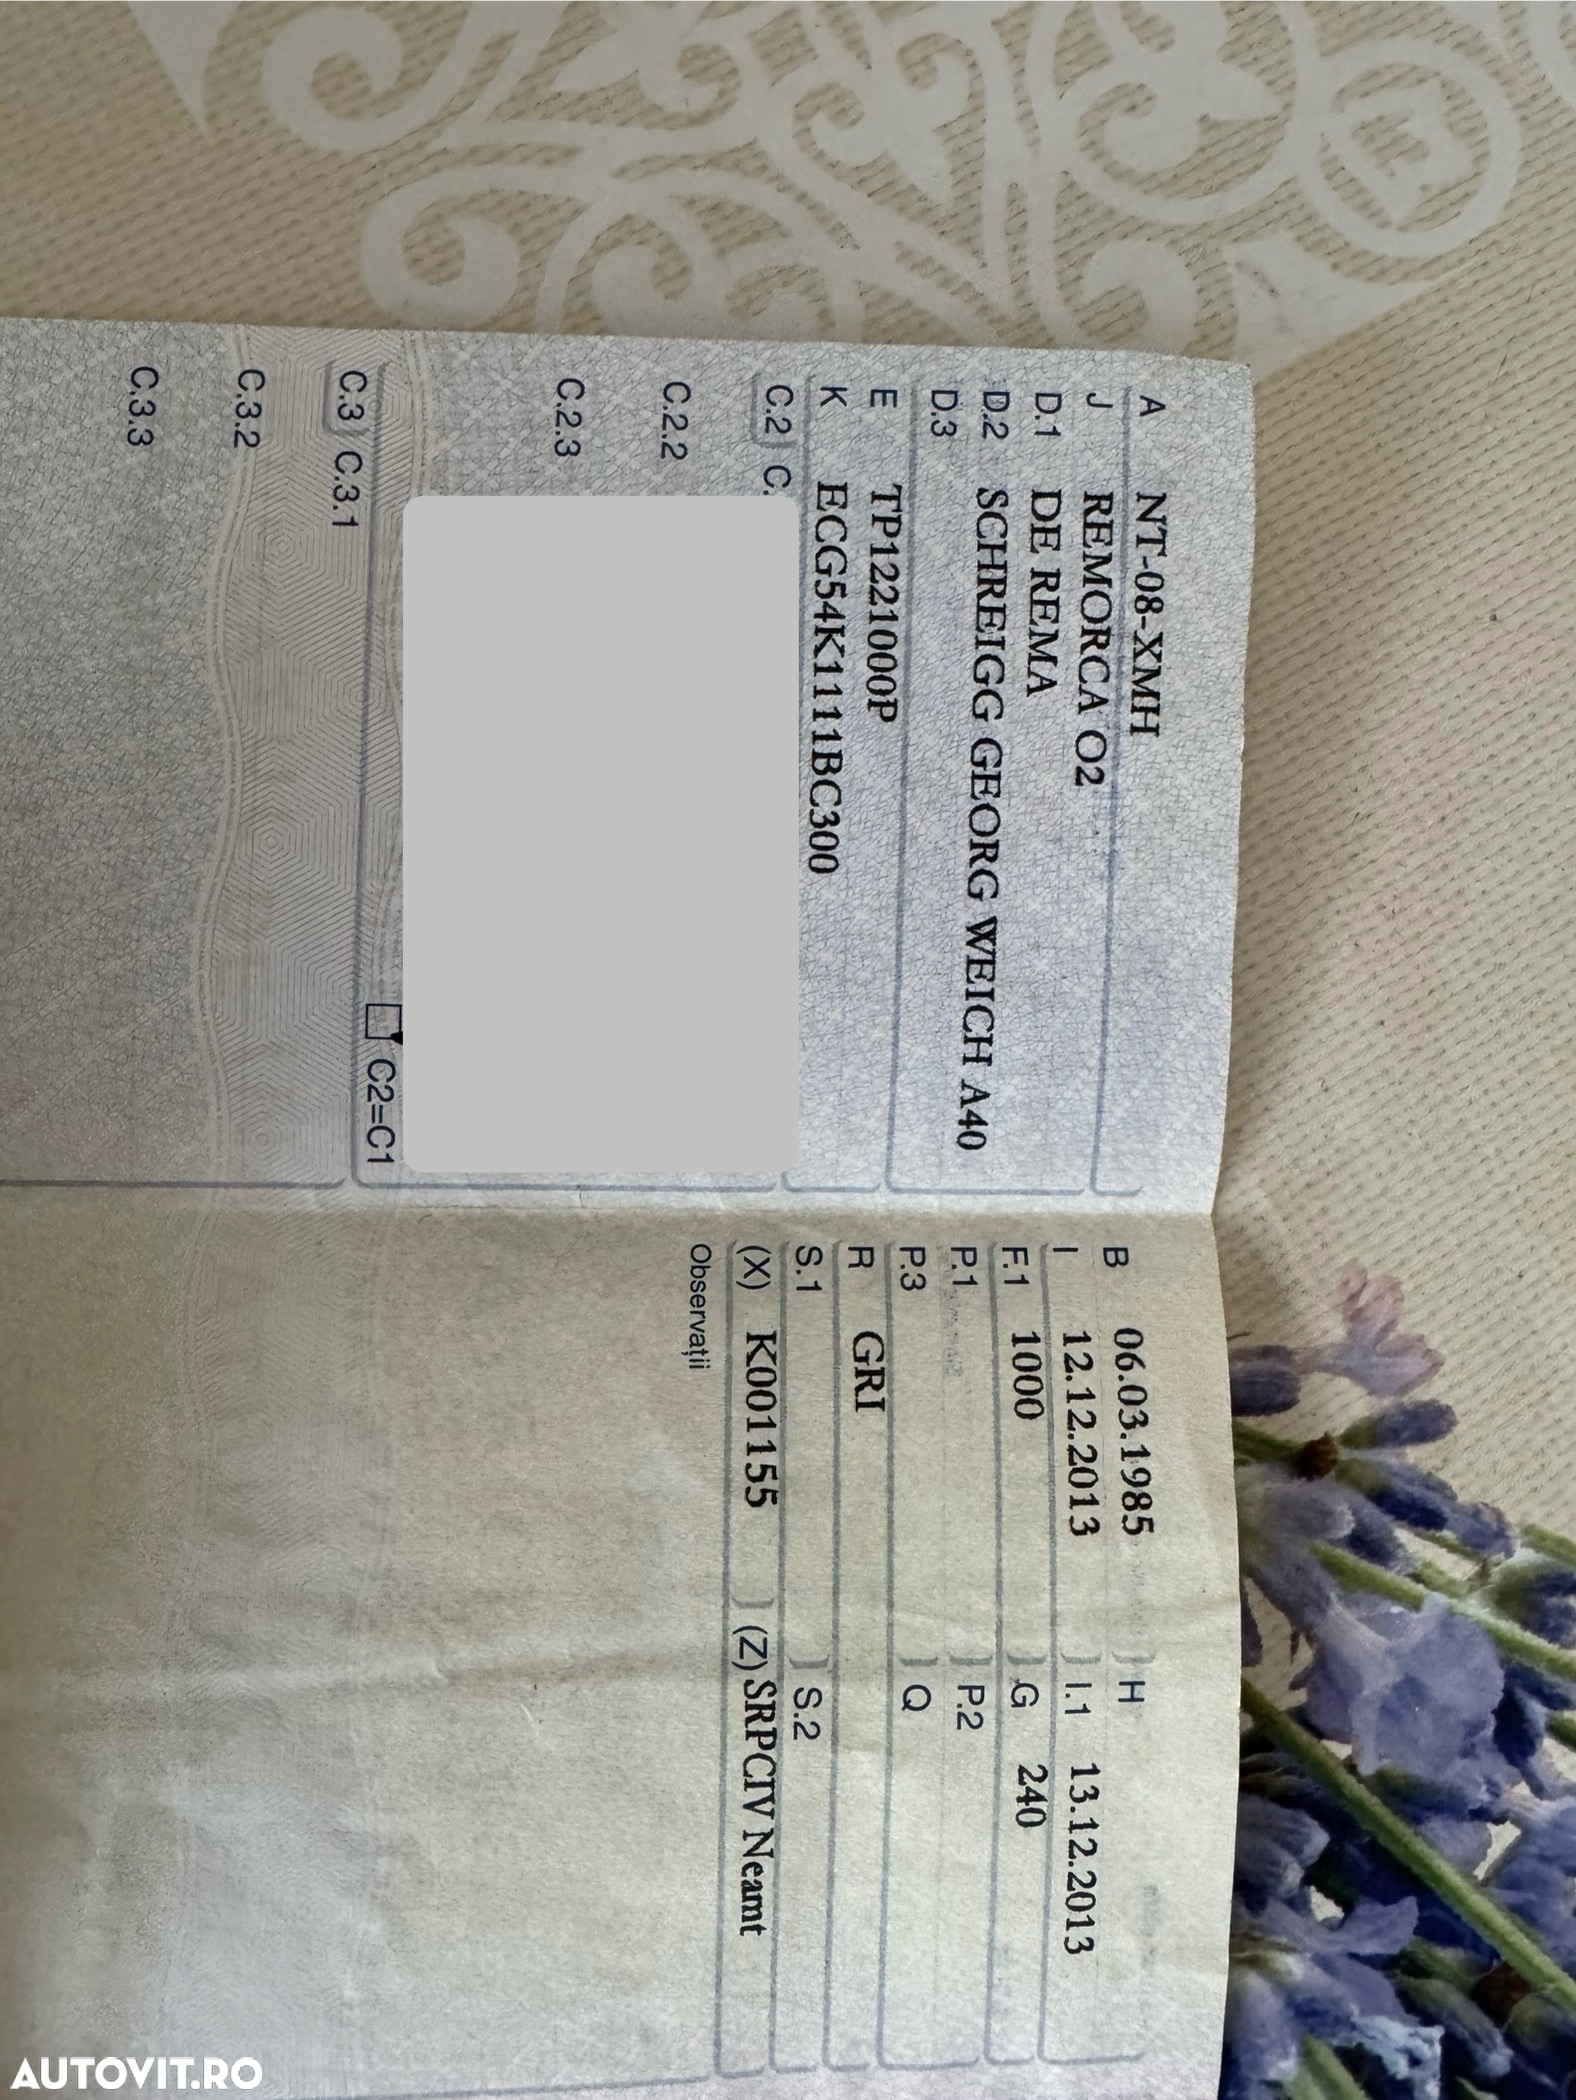 A NT-08-XMH
J REMORCA O2
D.1 DE REMA
D.2 SCHREIGG GEORG WEICH A40
D.3
E TP1221000P
K ECG54K1111BC300
C.2 C.
C.2.2
C.2.3
C2=C1
C.3 C.3.1
C.3.2
C.3.3
B 06.03.1985 H
I 12.12.2013 I.1 13.12.2013
F.1 1000 G 240
P.1 P.2
P.3 Q
R GRI
S.1 S.2
(X) K001155 (Z) SRPCIV Neamt
Observații
AUTOVIT.RO